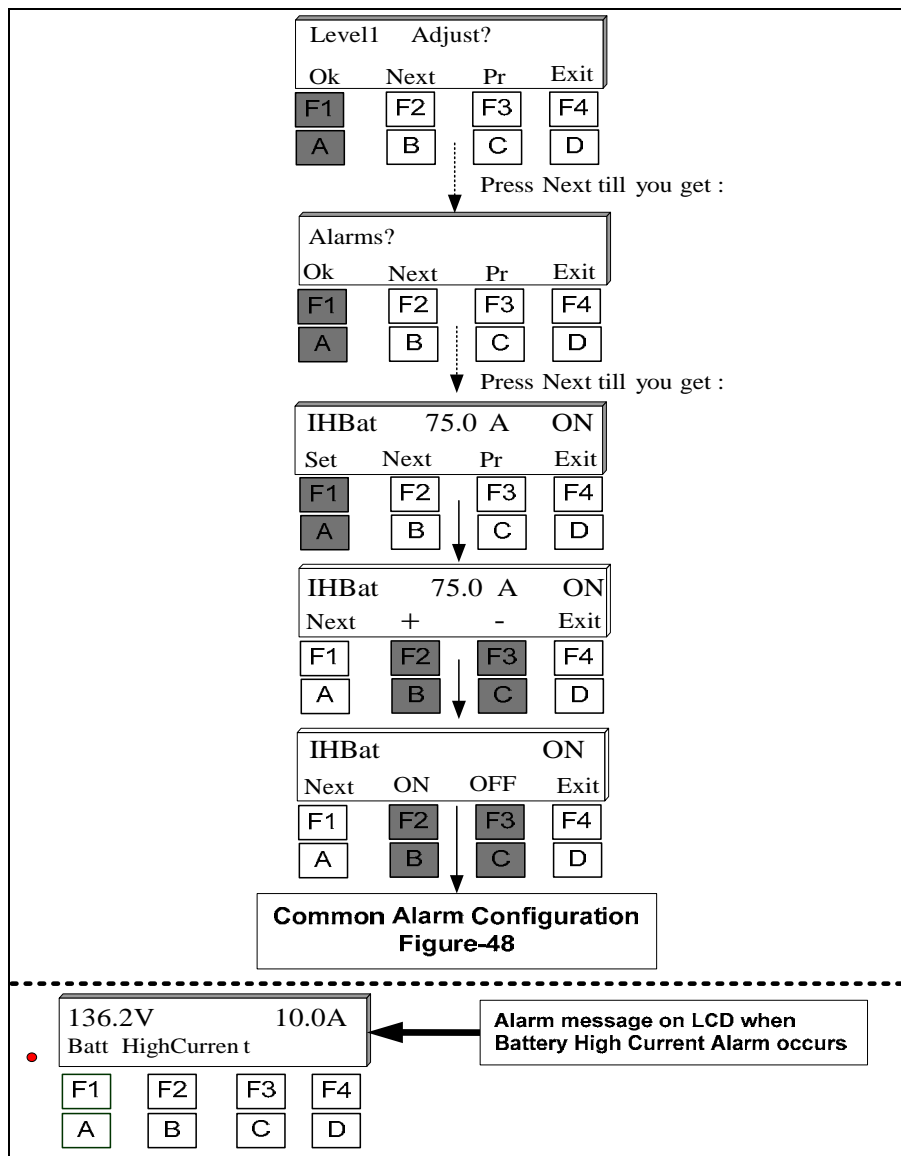 Level1 Adjust?
Ok Next Pr Exit
F1 F2 F3 F4
A B C D
Press Next till you get :
Alarms?
Ok Next Pr Exit
F1 F2 F3 F4
A B C D
Press Next till you get :
IHBat 75.0 A ON
Set Next Pr Exit
F1 F2 F3 F4
A B C D
IHBat 75.0 A ON
Next + - Exit
F1 F2 F3 F4
A B C D
IHBat ON
Next ON OFF Exit
F1 F2 F3 F4
A B C D
Common Alarm Configuration
Figure-48
136.2V 10.0A
Batt HighCurren t
Alarm message on LCD when
Battery High Current Alarm occurs
F1 F2 F3 F4
A B C D